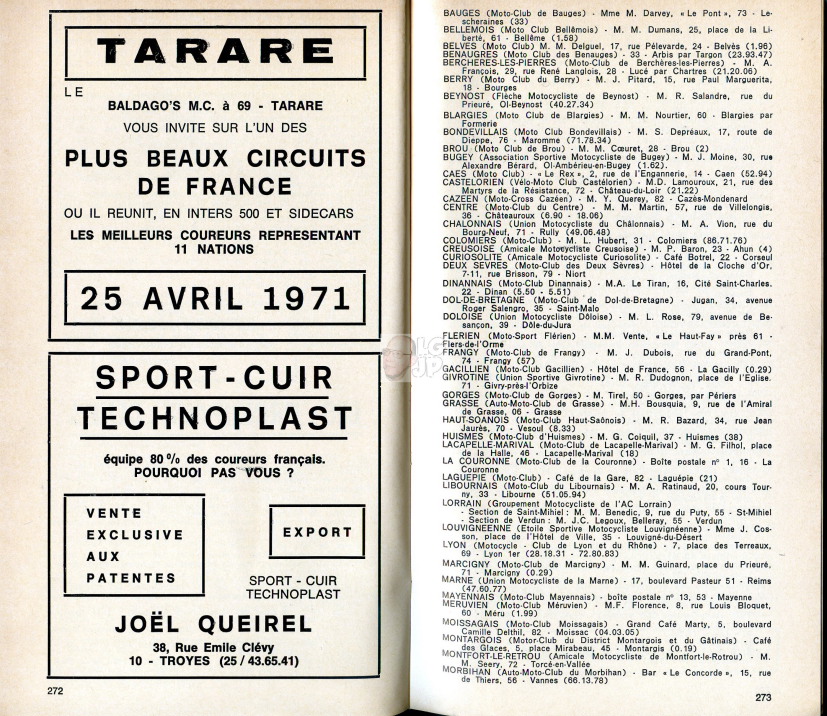 TARARE
LE
BALDAGO'S M.C. à 69 - TARARE
VOUS INVITE SUR L'UN DES
PLUS BEAUX CIRCUITS
DE FRANCE
OU IL REUNIT, EN INTERS 500 ET SIDECARS
LES MEILLEURS COUREURS REPRESENTANT
11 NATIONS
25 AVRIL 1971
SPORT-CUIR
TECHNOPLAST
équipe 80 % des coureurs français.
POURQUOI PAS VOUS ?
VENTE
EXCLUSIVE
AUX
PATENTES
EXPORT
SPORT - CUIR
TECHNOPLAST
JOËL QUEIREL
38, Rue Emile Clévy
10 - TROYES (25 / 43.65.41)
272
BAUGES (Moto-Club de Bauges) - Mme M. Darvey, « Le Pont », 73 - Le-
scheraines (33)
BELLEMOIS (Moto Club Bellêmois) - M. M. Dumans, 25, place de la Li-
berté, 61 - Bellême (1.58)
BELVES (Moto Club) M. M. Delguel, 17, rue Pélevarde, 24 - Belvès (1.96)
BENAUGRES (Moto Club des Benauges) - 33 - Arbis par Targon (23.93.47)
BERCHERES-LES-PIERRES (Moto-Club de Berchères-les-Pierres) - M. A.
François, 29, rue René Langlois, 28 - Lucé par Chartres (21.20.06)
BERRY (Moto Club du Berry) - M. J. Pitard, 15, rue Paul Marguerita,
18 - Bourges
BEYNOST (Flèche Motocycliste de Beynost) - M. R. Salandre, rue du
Prieuré, Ol-Beynost (40.27.34)
BLARGIES (Moto Club de Blargies) - M. M. Nourtier, 60 - Blargies par
Formerie
BONDEVILLAIS (Moto Club Bondevillais) - M. S. Depréaux, 17, route de
Dieppe, 76 - Maromme (71.78.34)
BROU (Moto Club de Brou) - M. M. Cœuret, 28 - Brou (2)
BUGEY (Association Sportive Motocycliste de Bugey) - M. J. Moine, 30, rue
Alexandre Bérard, Ol-Ambérieu-en-Bugey (1.62).
CAES (Moto Club) - « Le Rex », 2, rue de l'Engannerie, 14 - Caen (52.94)
CASTELORIEN (Vélo-Moto Club Castélorien) - M.D. Lamouroux, 21, rue des
Martyrs de la Résistance, 72 - Château-du-Loir (21.22)
CAZEEN (Moto-Cross Cazéen) - M. Y. Querey, 82 - Cazès-Mondenard
CENTRE (Moto-Club du Centre) - M. M. Martin, 57, rue de Villelongis,
36 - Châteauroux (6.90 - 18.06)
CHALONNAIS (Union Motocycliste du Châlonnais) - M. A. Vion, rue du
Bourg-Neuf, 71 - Rully (49.06.48)
COLOMIERS (Moto-Club) - M. L. Hubert, 31 - Colomiers (86.71.76)
CREUSOISE (Amicale Motocycliste Creusoise) - M. P. Baron, 23 - Ahun (4)
CURIOSOLITE (Amicale Motocycliste Curiosolite) - Café Botrel, 22 - Corseul
DEUX SEVRES (Moto-Club des Deux Sèvres) - Hôtel de la Cloche d'Or,
7-11, rue Brisson, 79 - Niort
DINANNAIS (Moto-Club Dinannais) - M.A. Le Tiran, 16, Cité Saint-Charles.
22 - Dinan (5.50 - 5.51)
DOL-DE-BRETAGNE (Moto-Club de Dol-de-Bretagne) - Jugan, 34, avenue
Roger Salengro, 35 - Saint-Malo
DOLOISE (Union Motocycliste Dôloise) - M. L. Rose, 79, avenue de Be-
sançon, 39 - Dôle-du-Jura
FLERIEN (Moto-Sport Flérien) - M.M. Vente, « Le Haut-Fay » près 61 -
Flers-de-l'Orne
FRANGY (Moto-Club de Frangy) - M. J. Dubois, rue du Grand-Pont,
74 - Frangy (57)
GACILLIEN (Moto-Club Gacillien) - Hôtel de France, 56 - La Gacilly (0.29)
GIVROTINE (Union Sportive Givrotine) - M. R. Dudognon, place de l'Eglise.
71 - Givry-près-l'Orbize
GORGES (Moto-Club de Gorges) - M. Tirel, 50 - Gorges, par Périers
GRASSE (Auto-Moto-Club de Grasse) - M.H. Bousquia, 9, rue de l'Amiral
de Grasse, 06 - Grasse
HAUT-SOANOIS (Moto-Club Haut-Saônois) - M. R. Bazard, 34, rue Jean
Jaurès, 70 - Vesoul (8.33)
HUISMES (Moto-Club d'Huismes) - M. G. Coiquil, 37 - Huismes (38)
LACAPELLE-MARIVAL (Moto-Club de Lacapelle-Marival) - M. G. Filhol, place
de la Halle, 46 - Lacapelle-Marival (18)
LA COURONNE (Moto-Club de la Couronne) - Boîte postale n° 1, 16 - La
Couronne
LAGUEPIE (Moto-Club) - Café de la Gare, 82 - Laguépie (21)
LIBOURNAIS (Moto-Club du Libournais) - M. A. Ratinaud, 20, cours Tour-
ny, 33 - Libourne (51.05.94)
LORRAIN (Groupement Motocycliste de l'AC Lorrain)
- Section de Saint-Mihiel : M. M. Benedic, 9, rue du Puty, 55 - St-Mihiel
- Section de Verdun : M. J.C. Legoux, Belleray, 55 - Verdun
LOUVIGNEENNE (Etoile Sportive Motocycliste Louvignéenne) - Mme J. Cos-
son, place de l'Hôtel de Ville, 35 - Louvigné-du-Désert
LYON (Motocycle - Club de Lyon et du Rhône) - 7, place des Terreaux,
69 - Lyon 1er (28.18.31 - 72.80.83)
MARCIGNY (Moto-Club de Marcigny) - M. M. Guinard, place du Prieuré,
71 - Marcigny (0.29)
MARNE (Union Motocycliste de la Marne) - 17, boulevard Pasteur 51 - Reims
(47.60.77)
MAYENNAIS (Moto-Club Mayennais) - boîte postale n° 13, 53 - Mayenne
MERUVIEN (Moto-Club Méruvien) - M.F. Florence, 8, rue Louis Bloquet,
60 - Méru (1.99)
MOISSAGAIS (Moto-Club Moissagais) - Grand Café Marty, 5, boulevard
Camille Delthil, 82 - Moissac (04.03.05)
MONTARGOIS (Motor-Club du District Montargois et du Gâtinais) - Café
des Glaces, 5, place Mirabeau, 45 - Montargis (0.19)
MONTFORT-LE-RETROU (Amicale Motocycliste de Montfort-le-Rotrou) - M.
M. Seery, 72 - Torcé-en-Vallée
MORBIHAN (Auto-Moto-Club du Morbihan) - Bar « Le Concorde », 15, rue
de Thiers, 56 - Vannes (66.13.78)
273